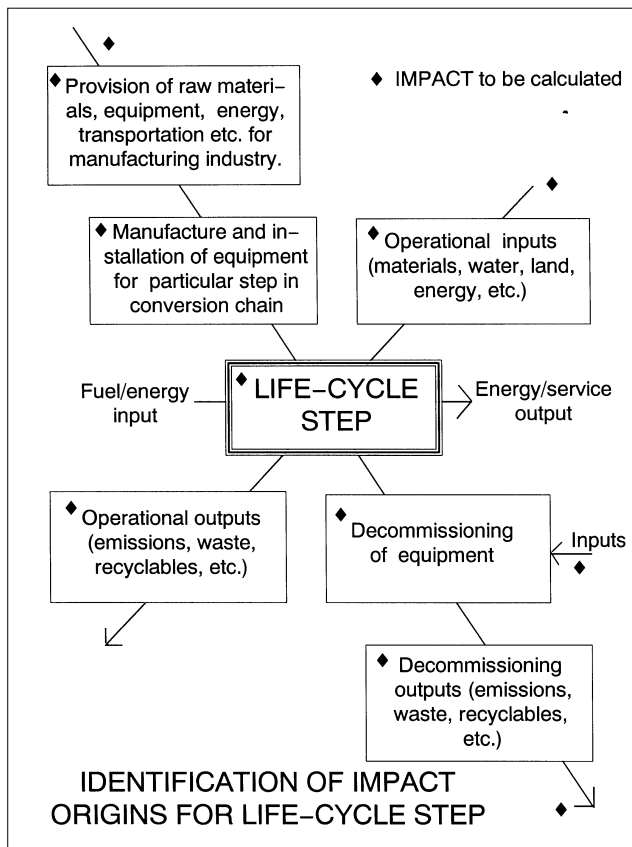 Provision of raw materi–
als, equipment, energy,
transportation etc. for
manufacturing industry.
IMPACT to be calculated
Manufacture and in–
stallation of equipment
for particular step in
conversion chain
Operational inputs
(materials, water, land,
energy, etc.)
Fuel/energy
input
LIFE–CYCLE
STEP
Energy/service
output
Operational outputs
(emissions, waste,
recyclables, etc.)
Decommissioning
of equipment
Inputs
Decommissioning
outputs (emissions,
waste, recyclables,
etc.)
IDENTIFICATION OF IMPACT
ORIGINS FOR LIFE–CYCLE STEP